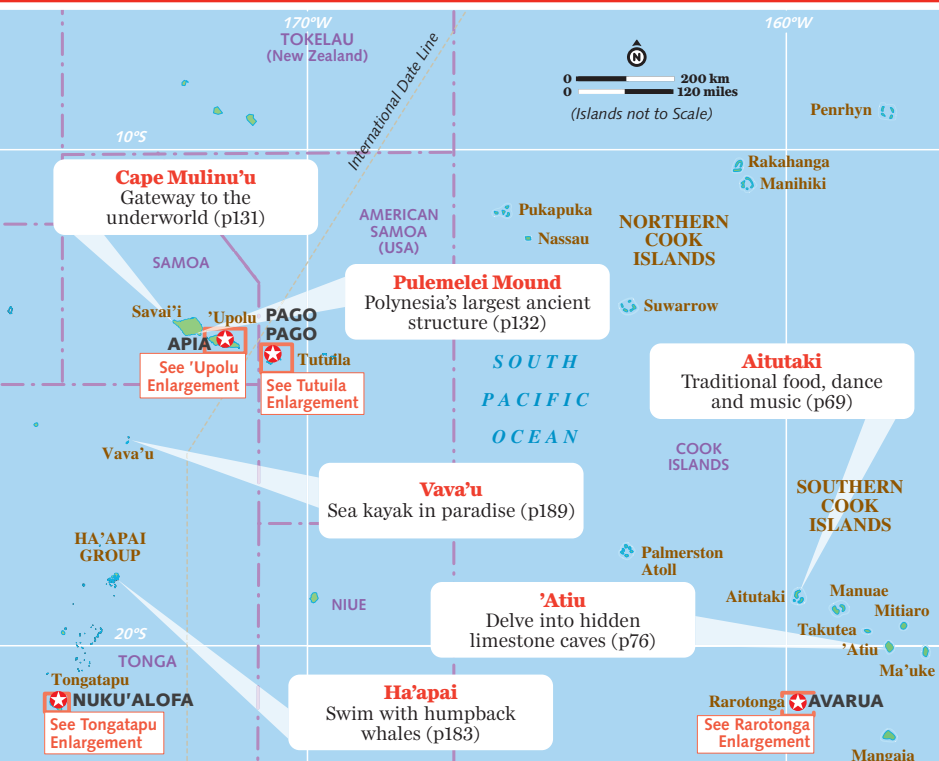 170°W
160°W
TOKELAU
(New Zealand)
International Date Line
N
0 200 km
0 120 miles
(Islands not to Scale)
Penrhyn
10°S
Rakahanga
Manihiki
Cape Mulinu'u
Gateway to the
underworld (p131)
Pukapuka
Nassau
AMERICAN
SAMOA
(USA)
NORTHERN
COOK
ISLANDS
SAMOA
Pulemelei Mound
Polynesia's largest ancient
structure (p132)
Suwarrow
Savai'i
'Upolu
PAGO
PAGO
APIA
Tutuila
See 'Upolu
Enlargement
See Tutuila
Enlargement
SOUTH
PACIFIC
OCEAN
Aitutaki
Traditional food, dance
and music (p69)
COOK
ISLANDS
Vava'u
Vava'u
Sea kayak in paradise (p189)
SOUTHERN
COOK
ISLANDS
HA'APAI
GROUP
Palmerston
Atoll
Aitutaki
Manuae
Mitiaro
NIUE
'Atiu
Delve into hidden
limestone caves (p76)
Takutea
'Atiu
Ma'uke
20°S
TONGA
Tongatapu
NUKU'ALOFA
See Tongatapu
Enlargement
Ha'apai
Swim with humpback
whales (p183)
Rarotonga
AVARUA
See Rarotonga
Enlargement
Mangaia